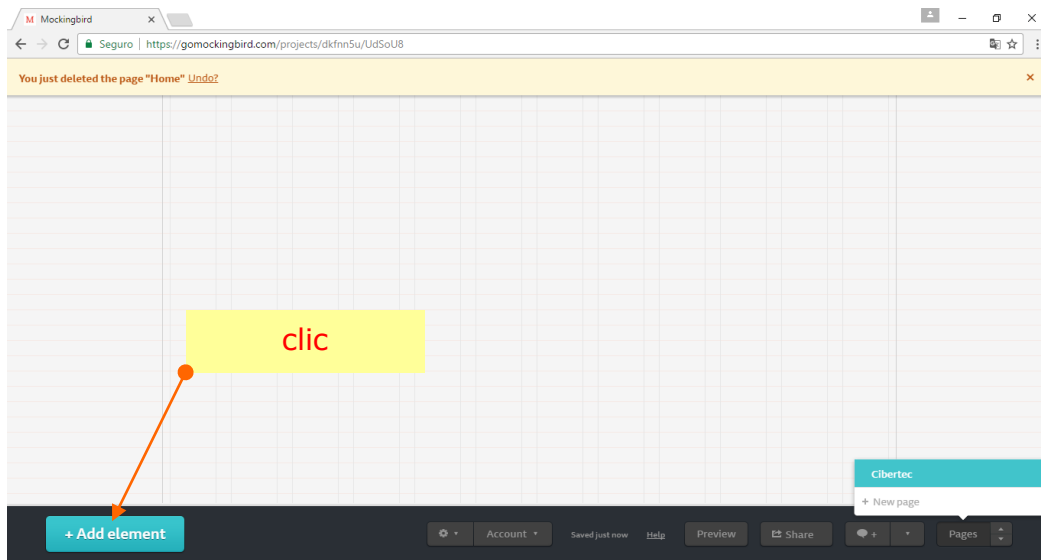 M Mockingbird
Seguro | https://gomockingbird.com/projects/dkfnn5u/UdSoU8
You just deleted the page "Home" Undo?
clic
Cibertec
+ New page
+ Add element
Account
Saved just now
Help
Preview
Share
+
Pages